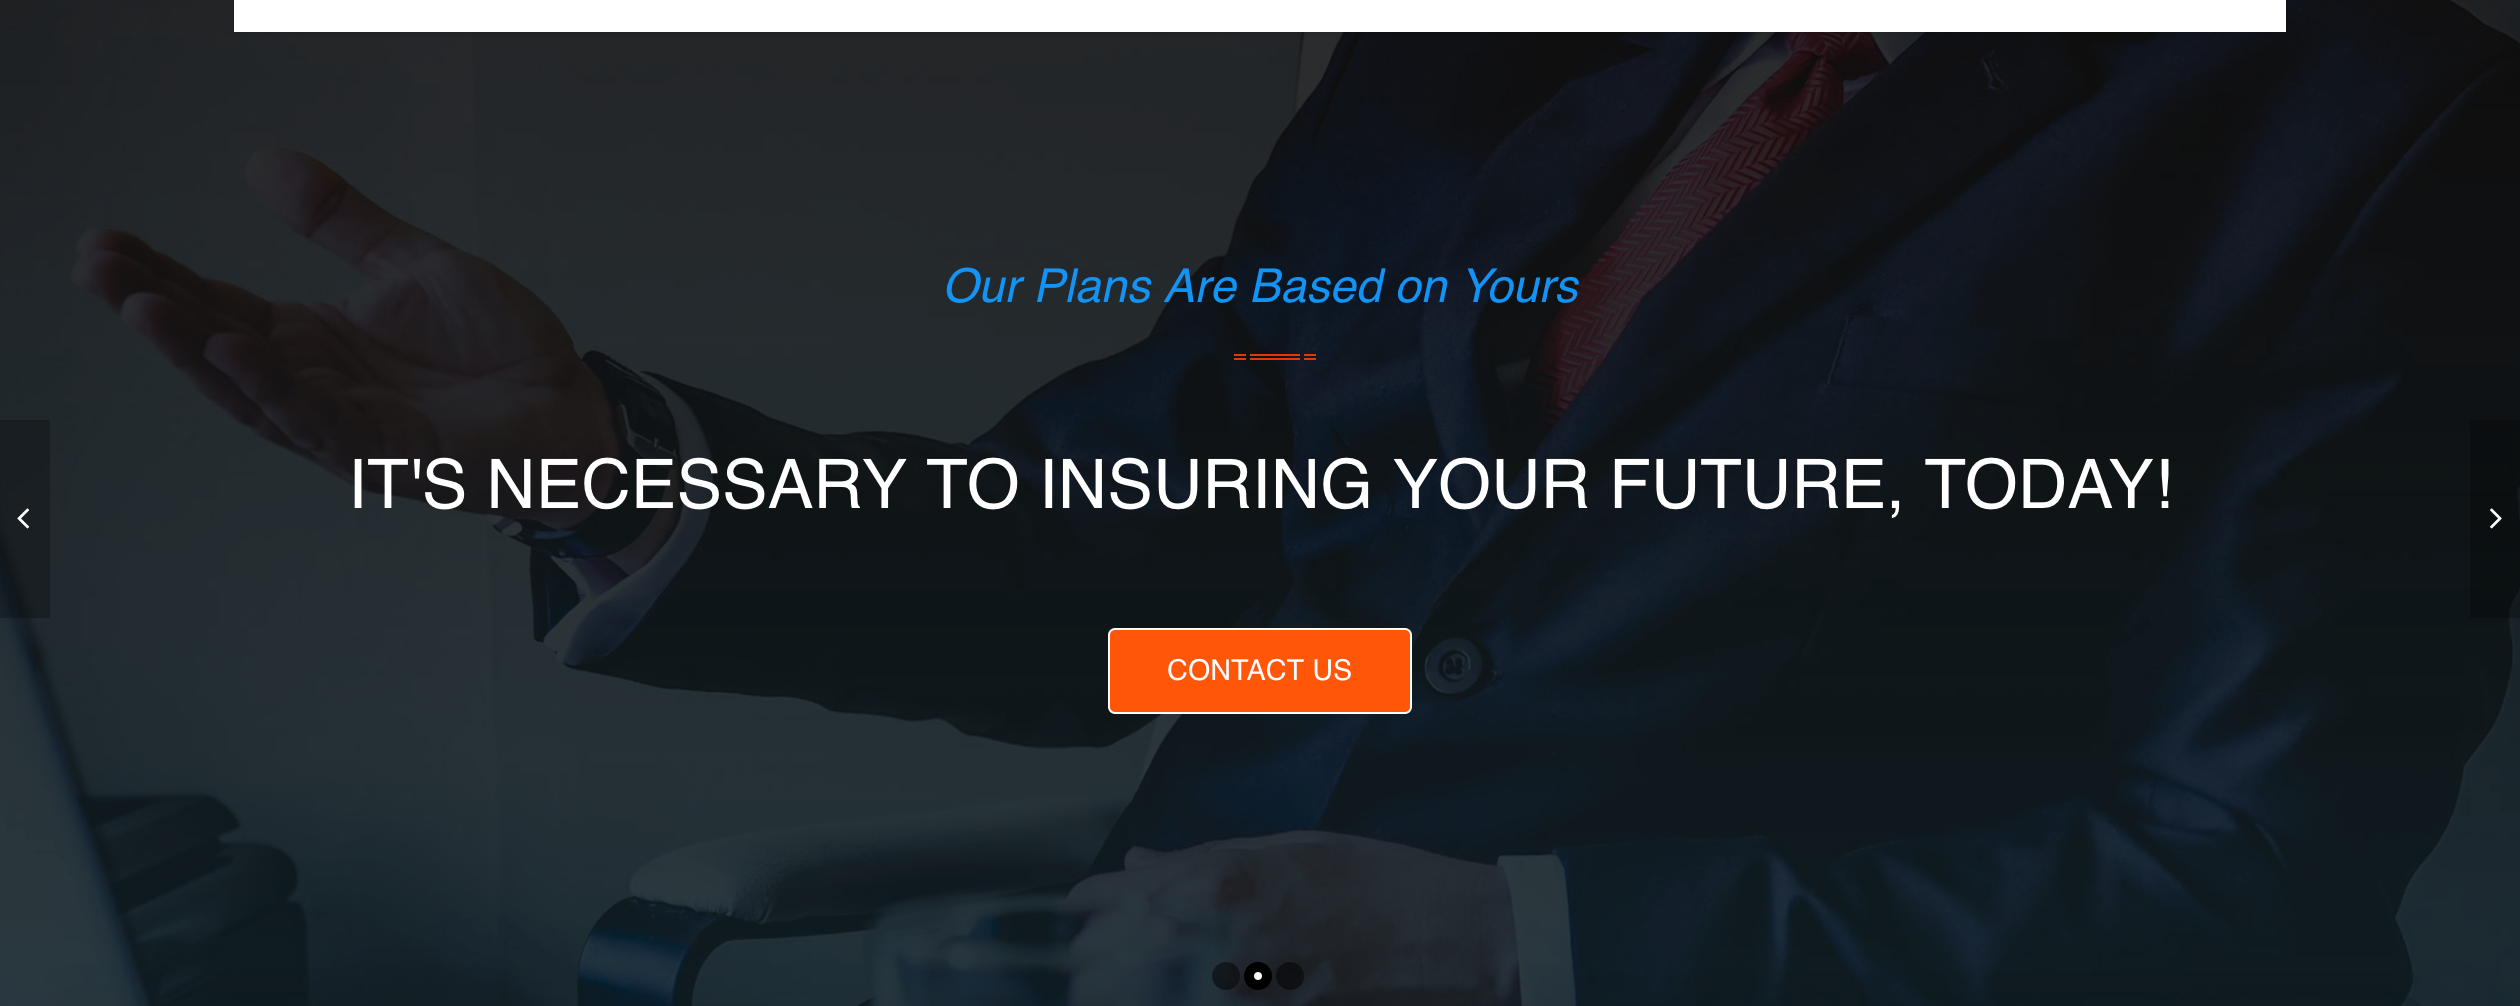 Our Plans Are Based on Yours
IT'S NECESSARY TO INSURING YOUR FUTURE, TODAY!
CONTACT US